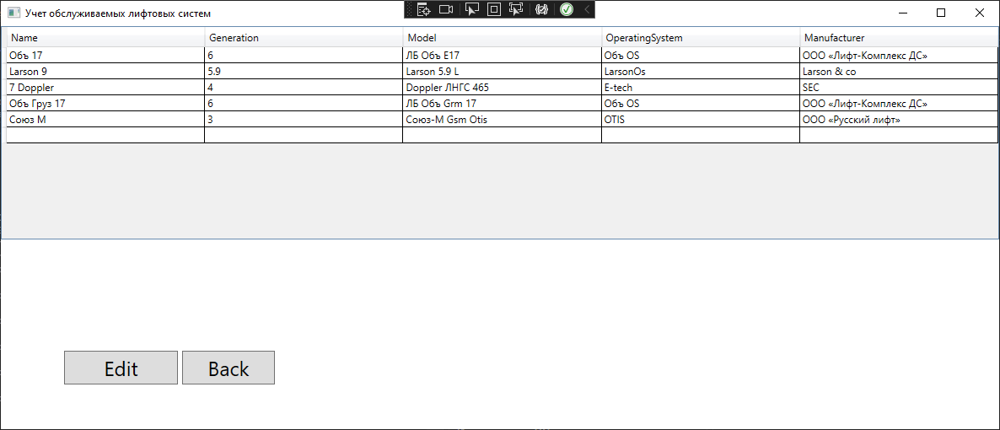 Учет обслуживаемых лифтовых систем
Name Generation Model OperatingSystem Manufacturer
Объ 17 6 ЛБ Объ E17 Объ OS ООО «Лифт-Комплекс ДС»
Larson 9 5.9 Larson 5.9 L LarsonOs Larson & co
7 Doppler 4 Doppler ЛНГС 465 E-tech SEC
Объ Груз 17 6 ЛБ Объ Grm 17 Объ OS ООО «Лифт-Комплекс ДС»
Союз М 3 Союз-М Gsm Otis OTIS ООО «Русский лифт»
Edit Back